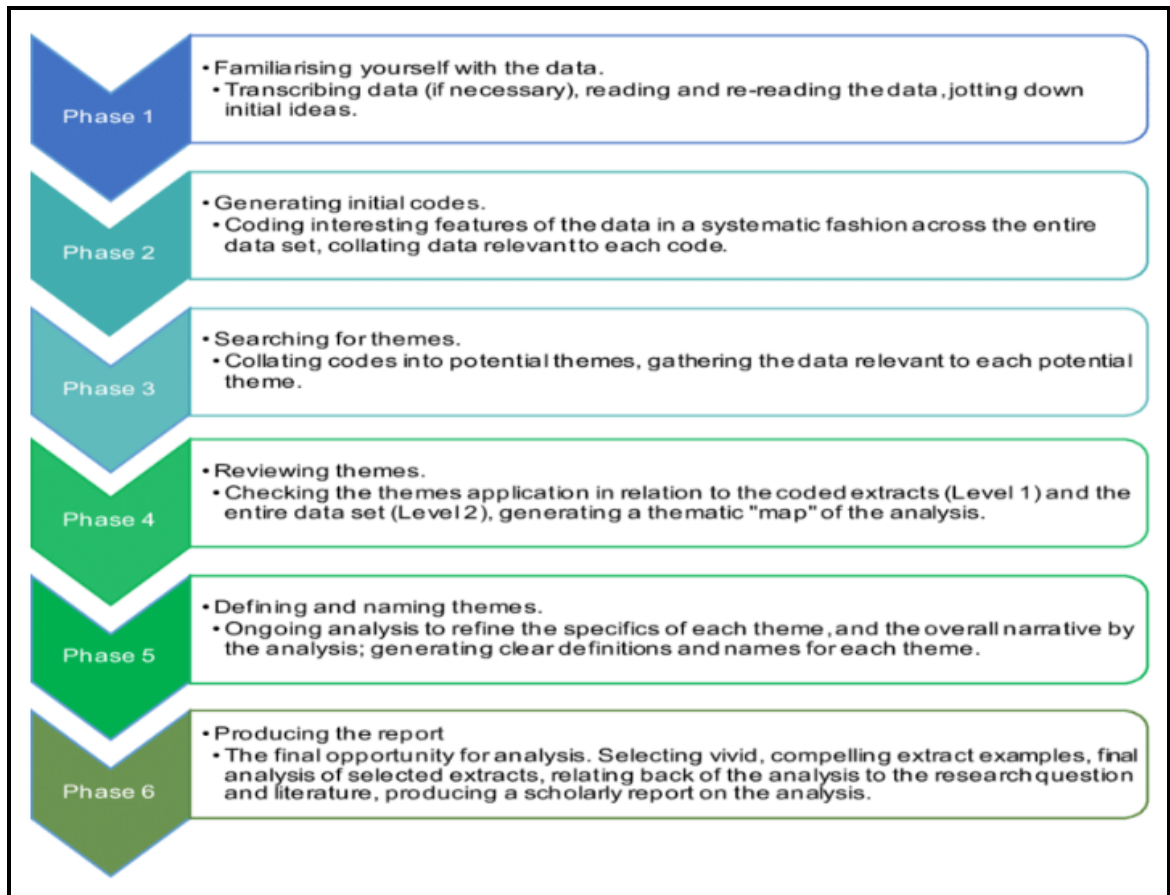 Phase 1
• Familiarising yourself with the data.
• Transcribing data (if necessary), reading and re-reading the data, jotting down
initial ideas.
Phase 2
• Generating initial codes.
• Coding interesting features of the data in a systematic fashion across the entire
data set, collating data relevant to each code.
Phase 3
• Searching for themes.
• Collating codes into potential themes, gathering the data relevant to each potential
theme.
Phase 4
• Reviewing themes.
• Checking the themes application in relation to the coded extracts (Level 1) and the
entire data set (Level 2), generating a thematic "map" of the analysis.
Phase 5
• Defining and naming themes.
• Ongoing analysis to refine the specifics of each theme, and the overall narrative by
the analysis; generating clear definitions and names for each theme.
Phase 6
• Producing the report
• The final opportunity for analysis. Selecting vivid, compelling extract examples, final
analysis of selected extracts, relating back of the analysis to the research question
and literature, producing a scholarly report on the analysis.